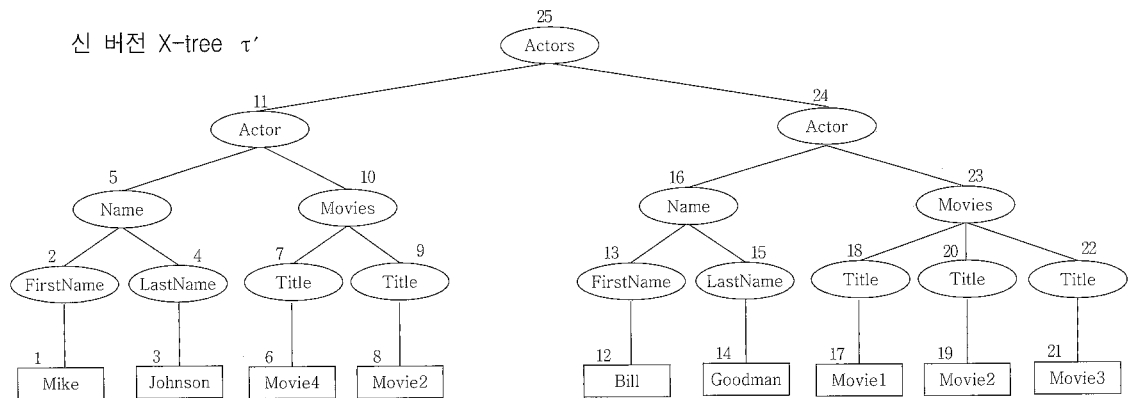 25
신 버전 X-tree τ′
Actors
11 24
Actor Actor
5 10 16 23
Name Movies Name Movies
2 4 7 9 13 15 18 20 22
FirstName LastName Title Title FirstName LastName Title Title Title
1 3 6 8 12 14 17 19 21
Mike Johnson Movie4 Movie2 Bill Goodman Movie1 Movie2 Movie3